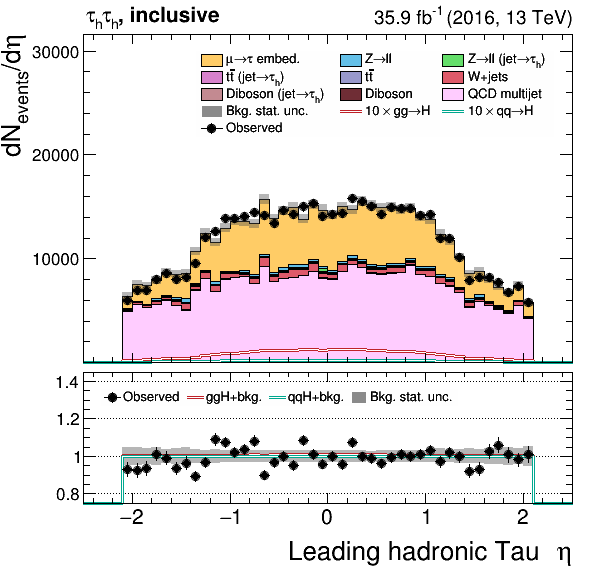 τhτh, inclusive 35.9 fb-1 (2016, 13 TeV)
dNevents/dη
30000
20000
10000
μ→τ embed. Z→ll Z→ll (jet→τh)
tt̄ (jet→τh) tt̄ W+jets
Diboson (jet→τh) Diboson QCD multijet
Bkg. stat. unc. 10×gg→H 10×qq→H
Observed
1.4
1.2
1
0.8
Observed ggH+bkg. qqH+bkg. Bkg. stat. unc.
−2 −1 0 1 2
Leading hadronic Tau η